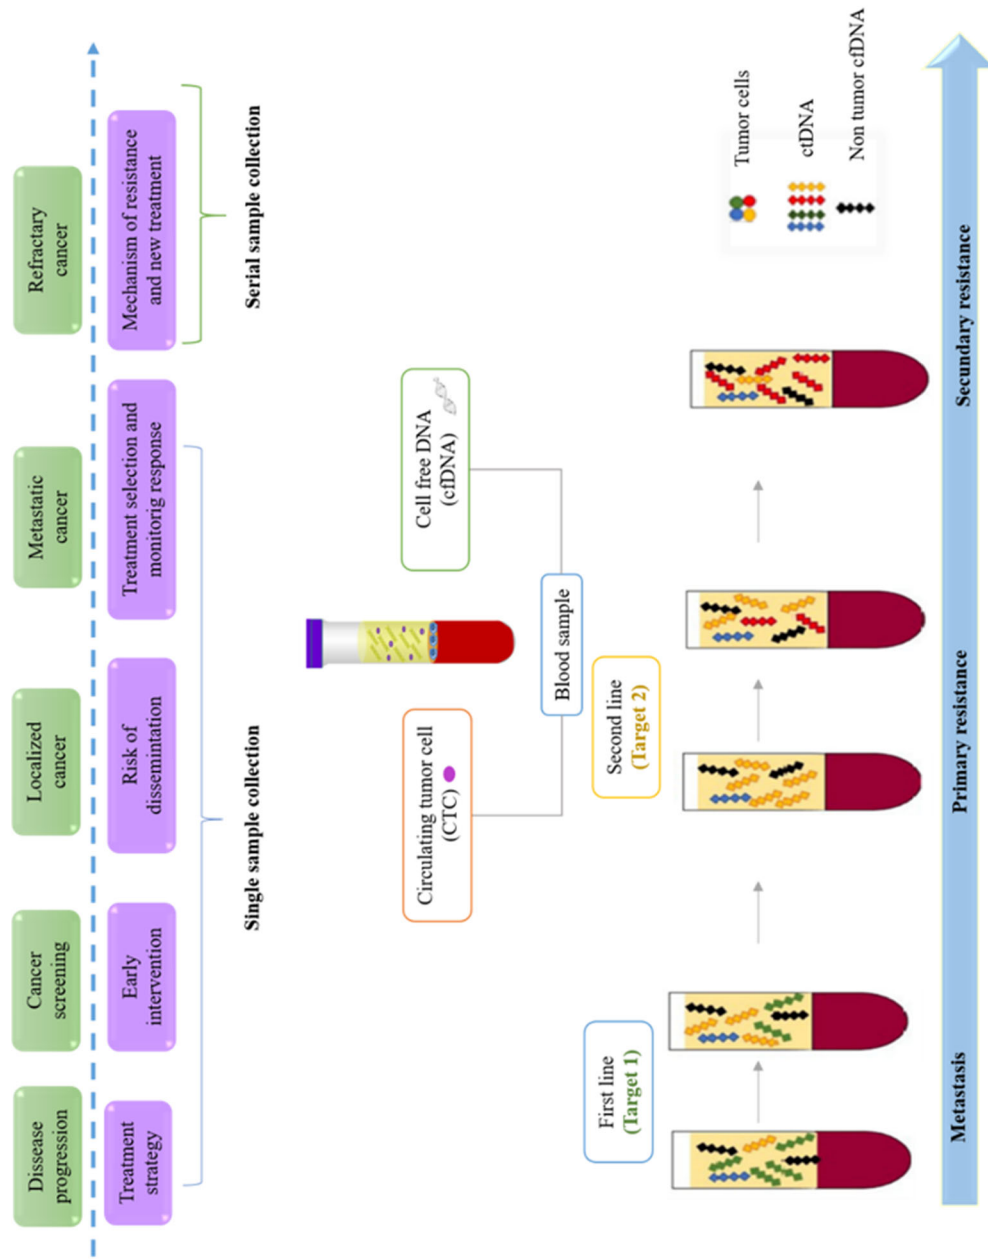 Disease
progression
Cancer
screening
Localized
cancer
Metastatic
cancer
Refractary
cancer
Treatment
strategy
Early
intervention
Risk of
dissemintation
Treatment selection and
monitorig response
Mechanism of resistance
and new treatment
Single sample collection
Serial sample collection
Circulating tumor cell
(CTC)
Cell free DNA
(cfDNA)
Blood sample
First line
(Target 1)
Second line
(Target 2)
Tumor cells
ctDNA
Non tumor cfDNA
Metastasis
Primary resistance
Secundary resistance